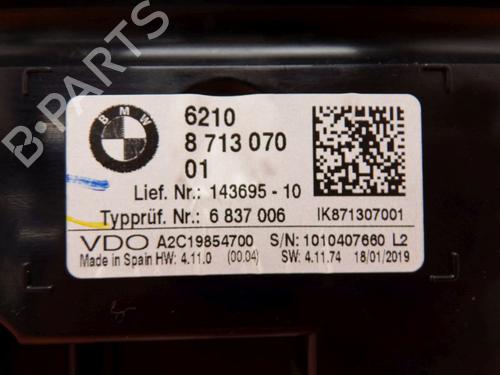 B-PARTS
BMW
6210
8 713 070
01
Lief. Nr.: 143695 - 10
Typprüf. Nr.: 6 837 006
IK871307001
VDO A2C19854700 S/N: 1010407660 L2
Made in Spain HW: 4.11.0 (00.04) SW: 4.11.74 18/01/2019